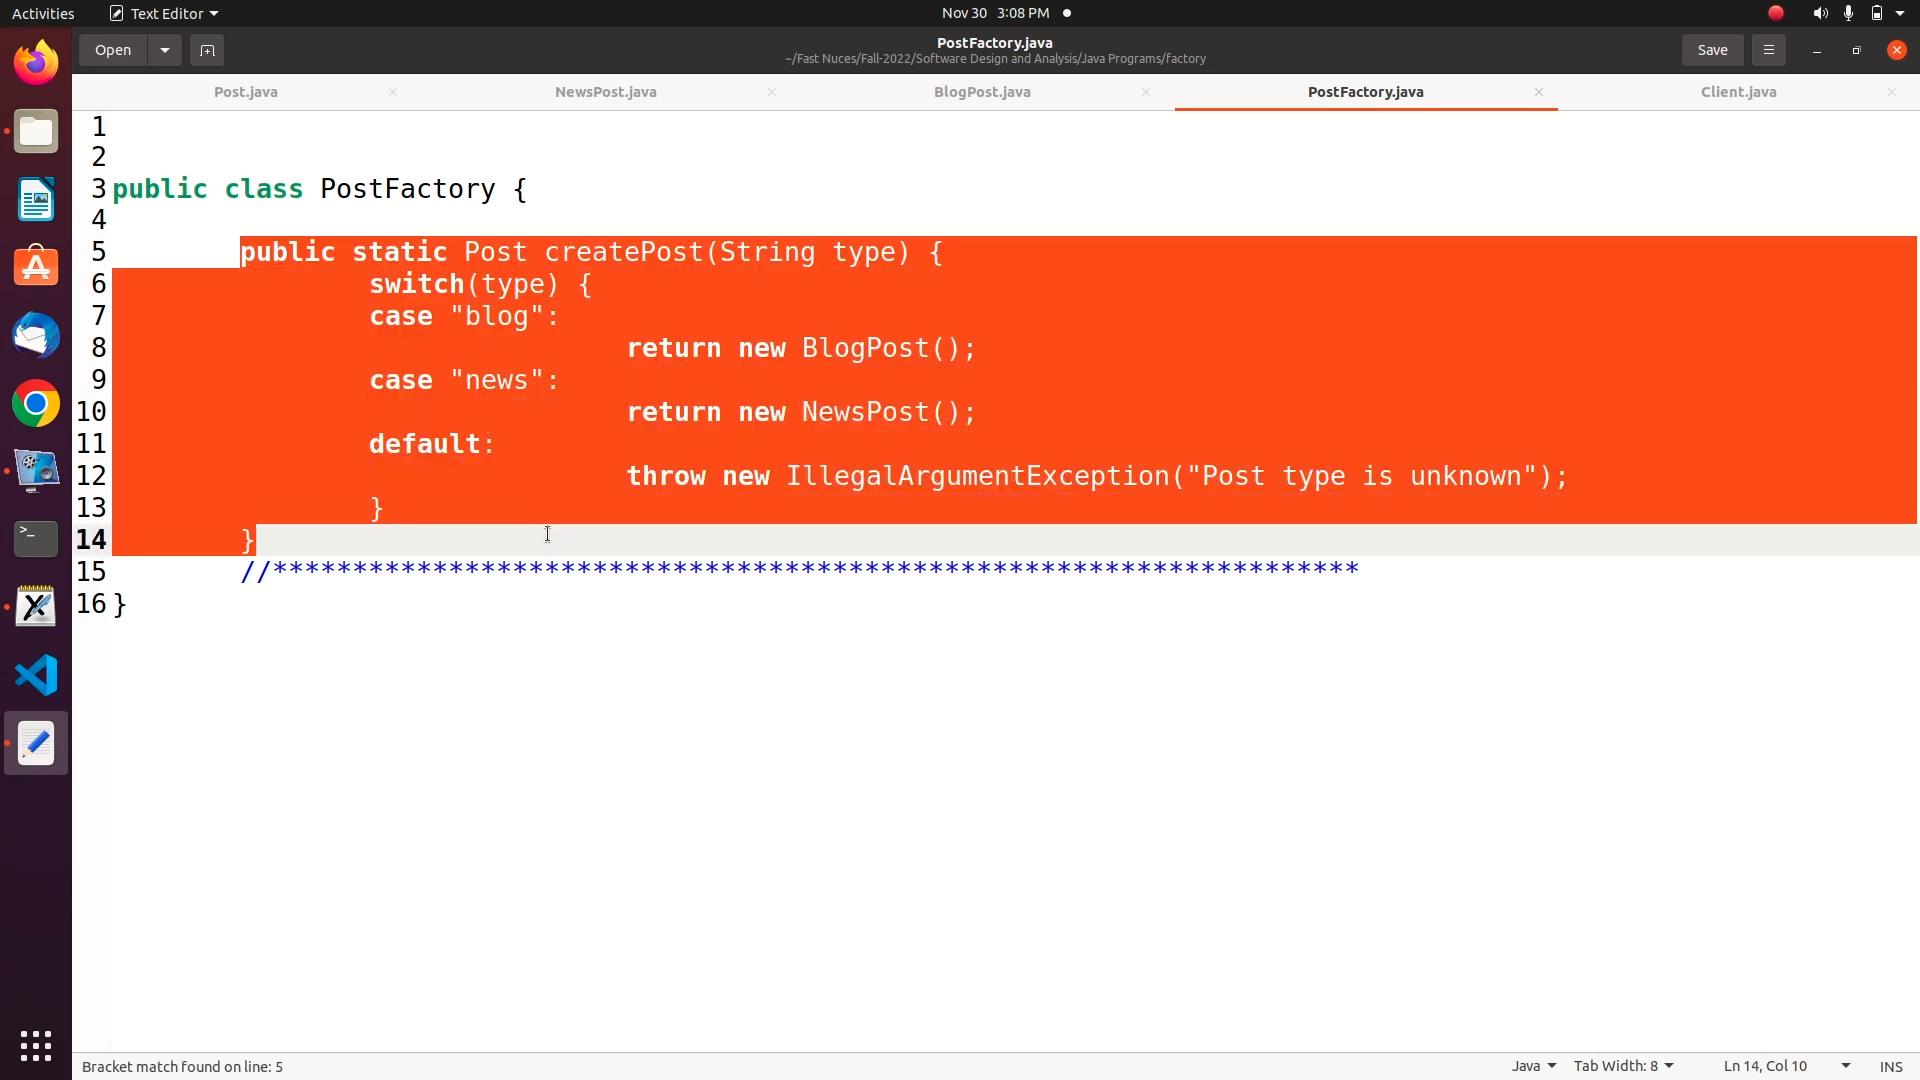 Activities Text Editor Nov 30 3:08 PM
Open PostFactory.java Save
~/Fast Nuces/Fall-2022/Software Design and Analysis/Java Programs/factory
Post.java NewsPost.java BlogPost.java PostFactory.java Client.java
1
2
3 public class PostFactory {
4
5 public static Post createPost(String type) {
6 switch(type) {
7 case "blog":
8 return new BlogPost();
9 case "news":
10 return new NewsPost();
11 default:
12 throw new IllegalArgumentException("Post type is unknown");
13 }
14 }
15 //********************************************************************
16 }
Bracket match found on line: 5 Java Tab Width: 8 Ln 14, Col 10 INS